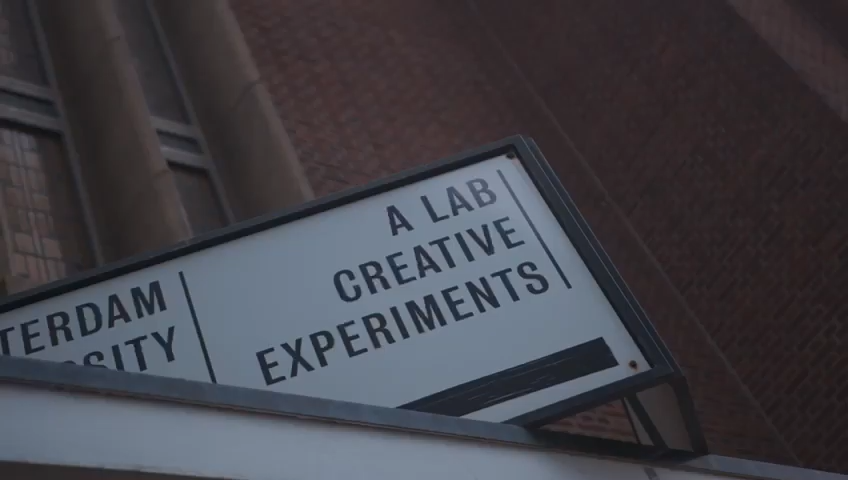 TERDAM
OSITY
A LAB
CREATIVE
EXPERIMENTS